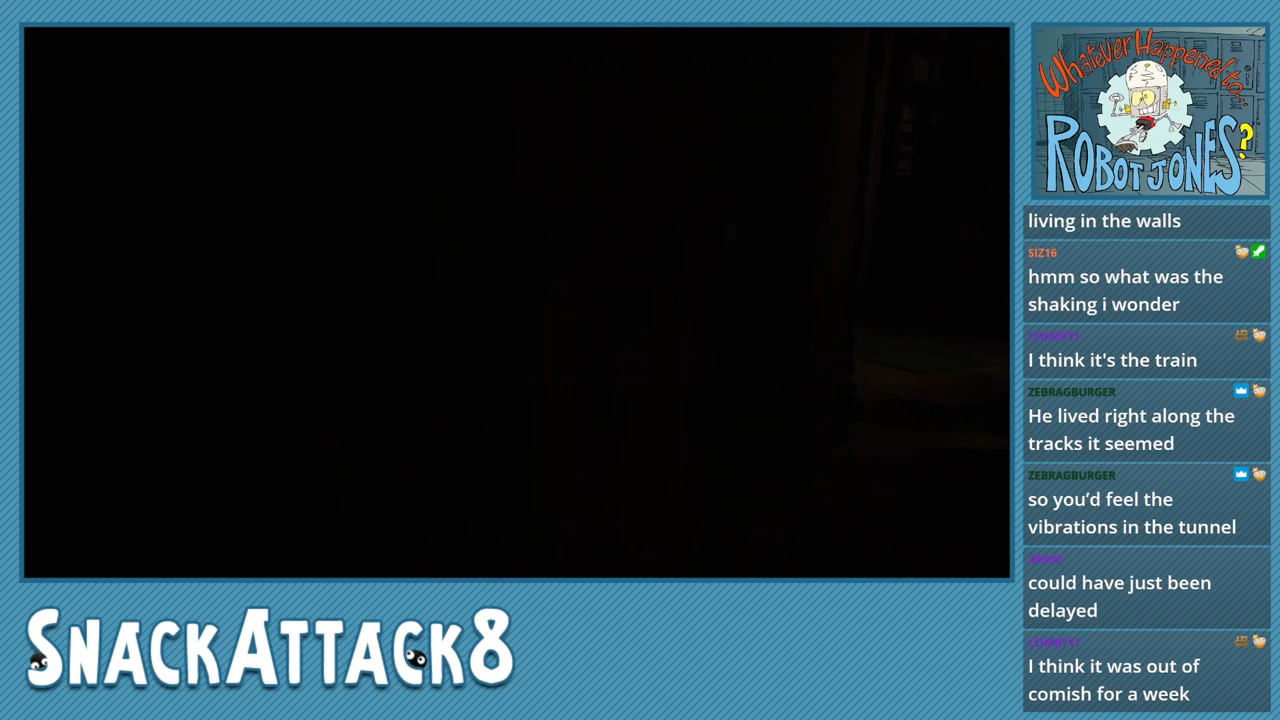 Whatever Happened to...
ROBOT JONES?
living in the walls
SIZ16
hmm so what was the
shaking i wonder
I think it's the train
ZEBRAGBURGER
He lived right along the
tracks it seemed
ZEBRAGBURGER
so you’d feel the
vibrations in the tunnel
could have just been
delayed
I think it was out of
comish for a week
SNACKATTACK8